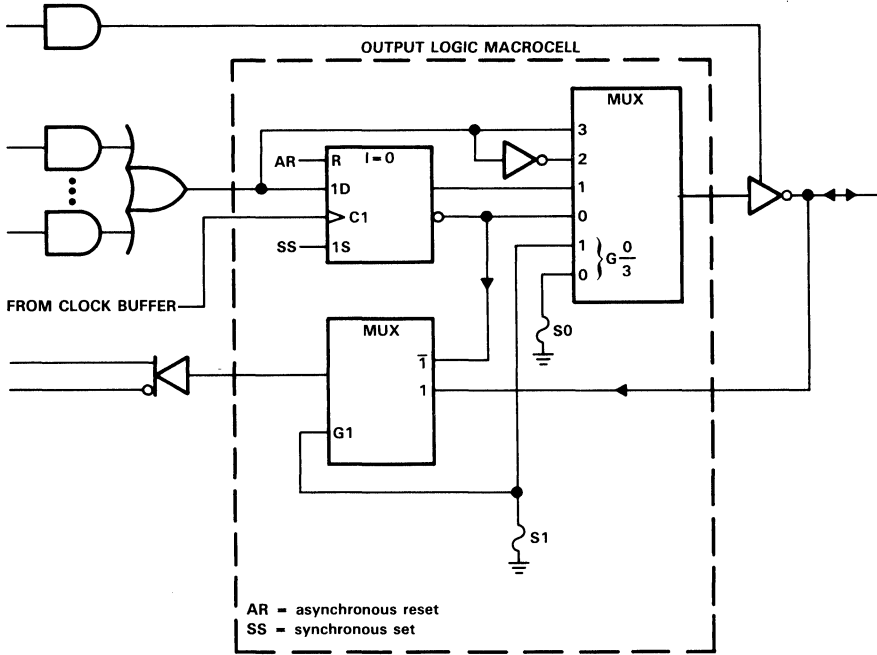 OUTPUT LOGIC MACROCELL
MUX
3
AR
R
I = 0
2
1D
1
C1
0
SS
1S
1
G 0/3
0
FROM CLOCK BUFFER
S0
MUX
1̅
1
G1
S1
AR = asynchronous reset
SS = synchronous set